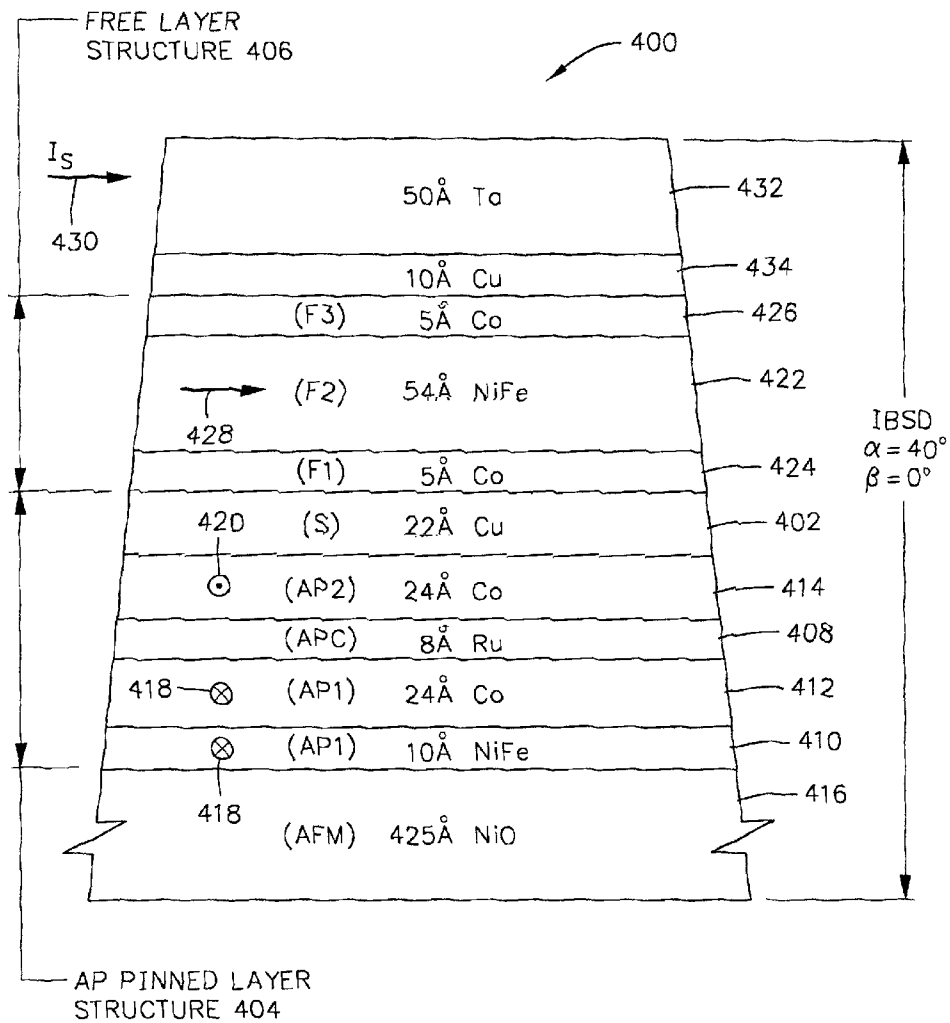 FREE LAYER
STRUCTURE 406
400
I_S
430
50Å Ta
432
10Å Cu
434
(F3) 5Å Co
426
(F2) 54Å NiFe
422
428
IBSD
α = 40°
β = 0°
(F1) 5Å Co
424
420
(S) 22Å Cu
402
(AP2) 24Å Co
414
(APC) 8Å Ru
408
418
(AP1) 24Å Co
412
(AP1) 10Å NiFe
410
418
416
(AFM) 425Å NiO
AP PINNED LAYER
STRUCTURE 404